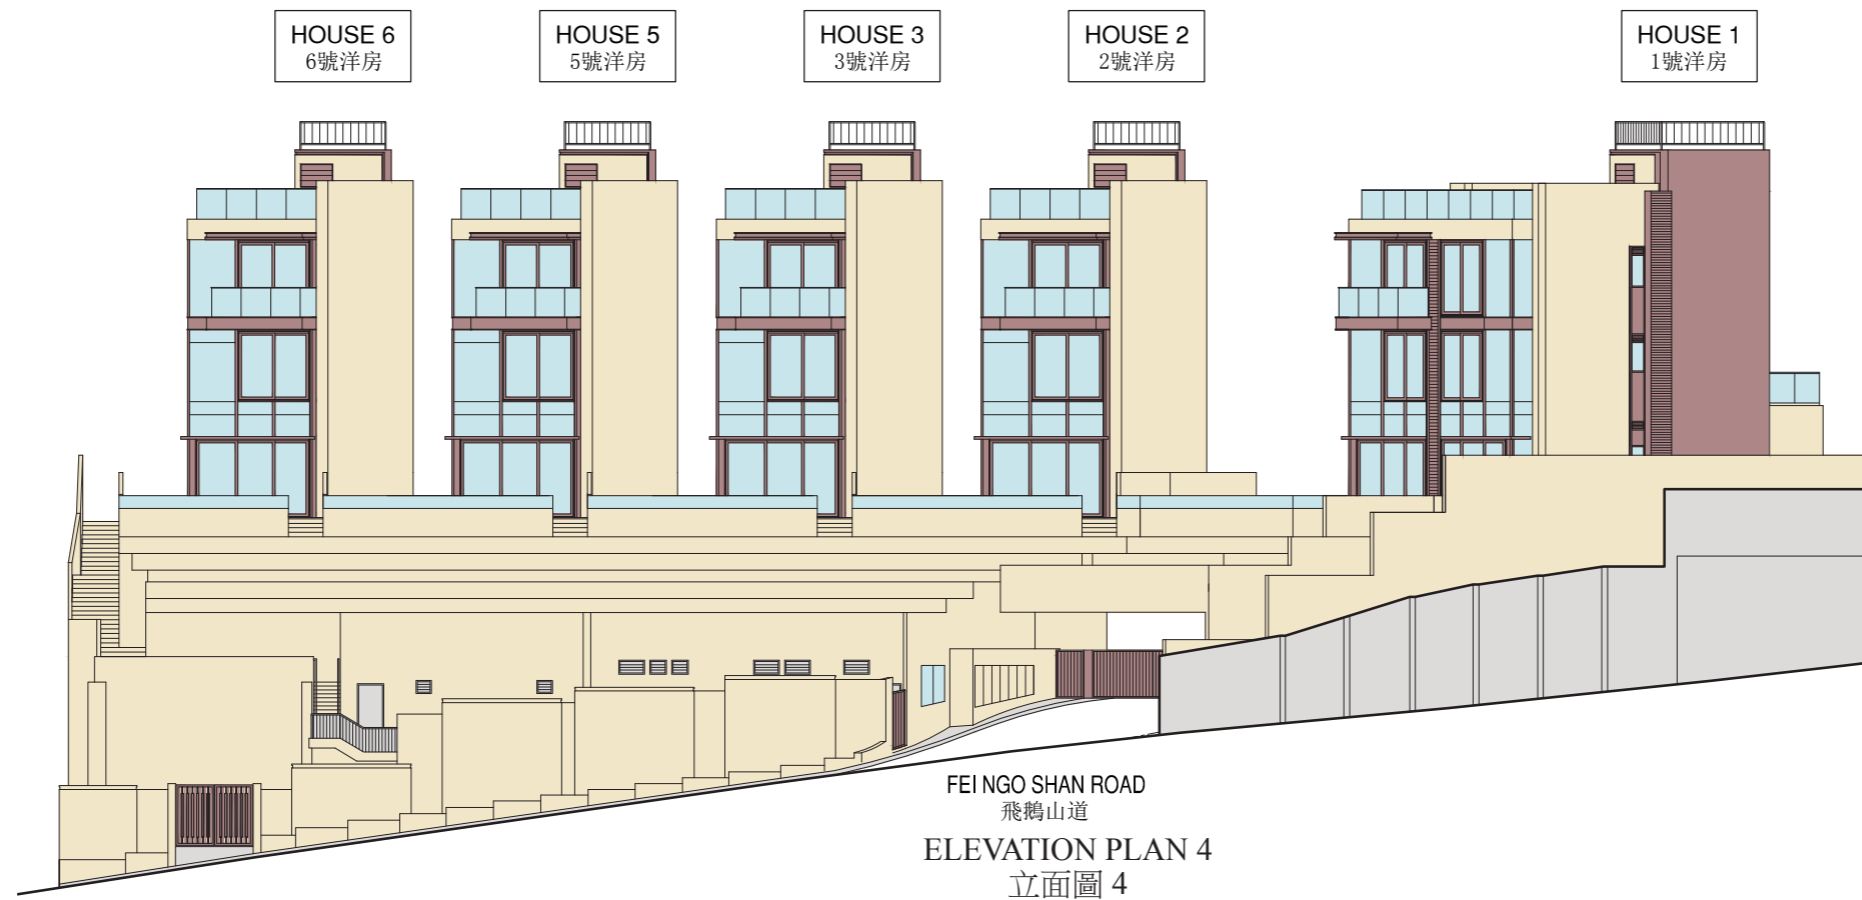 HOUSE 6
6號洋房
HOUSE 5
5號洋房
HOUSE 3
3號洋房
HOUSE 2
2號洋房
HOUSE 1
1號洋房
FEI NGO SHAN ROAD
飛鵝山道
ELEVATION PLAN 4
立面圖 4